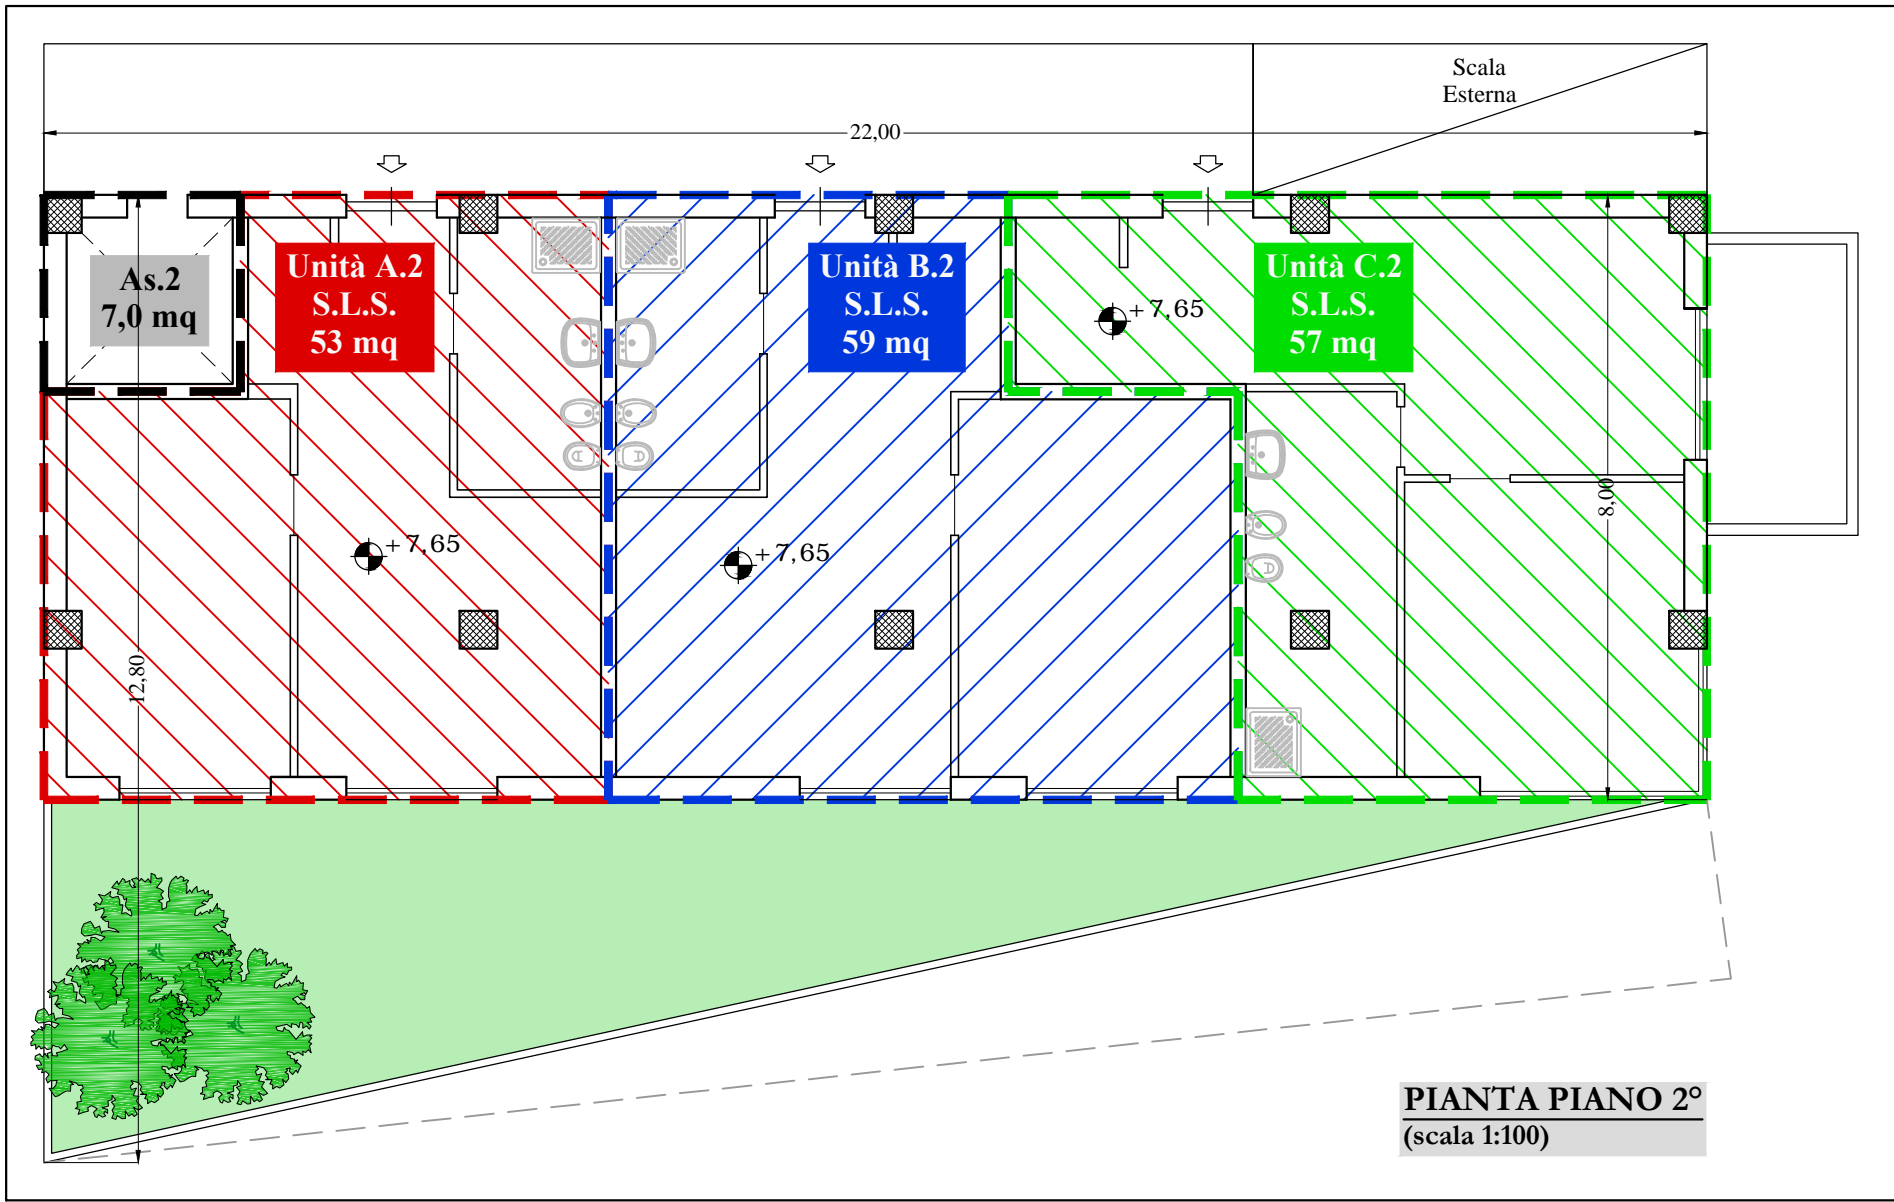 Scala
Esterna
22,00
As.2
7,0 mq
Unità A.2
S.L.S.
53 mq
Unità B.2
S.L.S.
59 mq
Unità C.2
S.L.S.
57 mq
+7,65
+7,65
+7,65
8,00
12,80
PIANTA PIANO 2°
(scala 1:100)